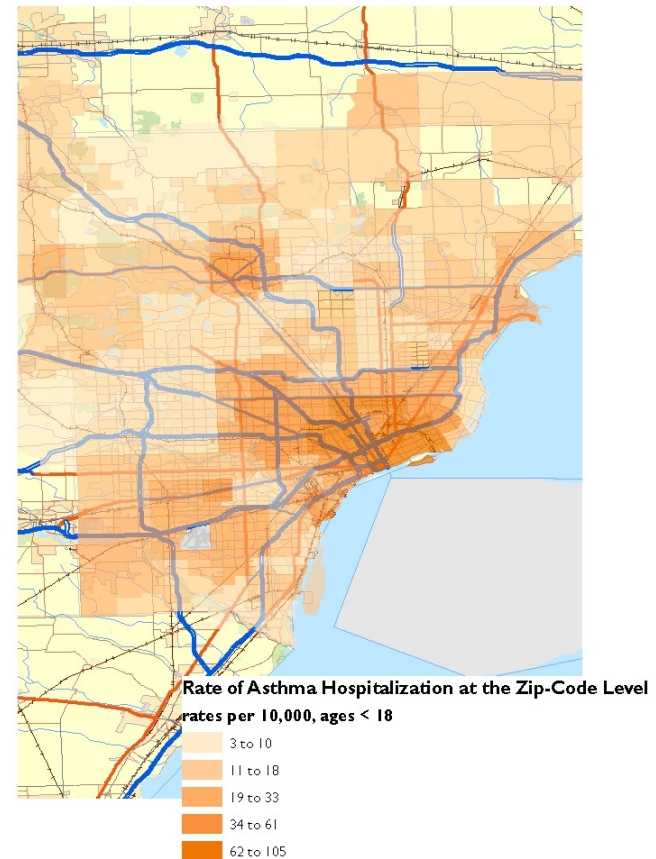 Rate of Asthma Hospitalization at the Zip-Code Level
rates per 10,000, ages < 18
3 to 10
11 to 18
19 to 33
34 to 61
62 to 105